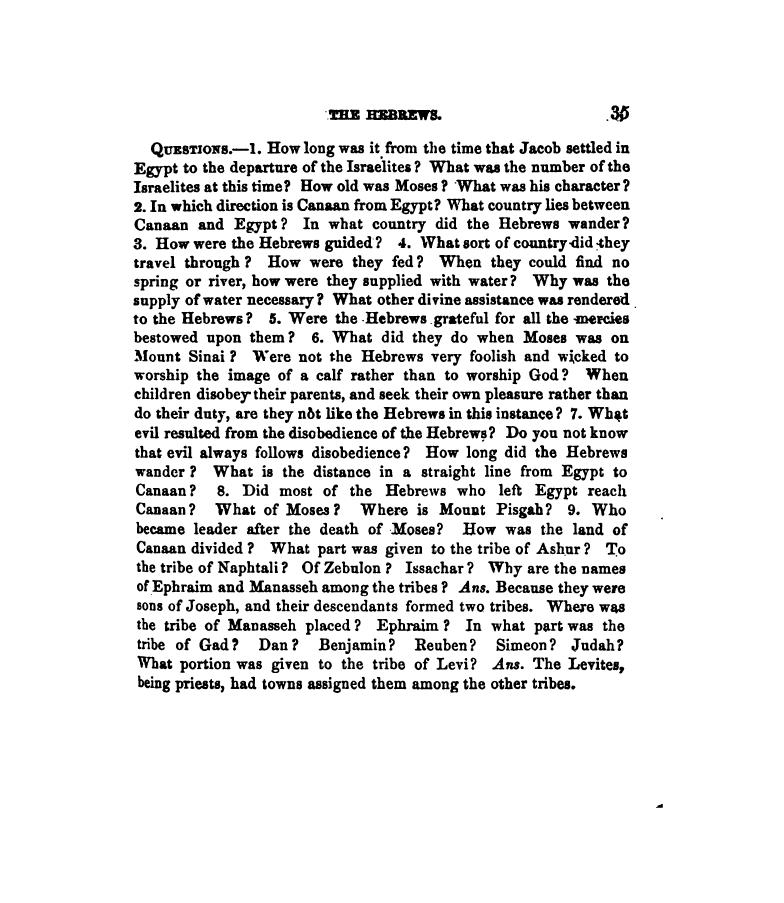 THE HEBREWS. 35
QUESTIONS.—1. How long was it from the time that Jacob settled in
Egypt to the departure of the Israelites? What was the number of the
Israelites at this time? How old was Moses? What was his character?
2. In which direction is Canaan from Egypt? What country lies between
Canaan and Egypt? In what country did the Hebrews wander?
3. How were the Hebrews guided? 4. What sort of country did they
travel through? How were they fed? When they could find no
spring or river, how were they supplied with water? Why was the
supply of water necessary? What other divine assistance was rendered
to the Hebrews? 5. Were the Hebrews grateful for all the mercies
bestowed upon them? 6. What did they do when Moses was on
Mount Sinai? Were not the Hebrews very foolish and wicked to
worship the image of a calf rather than to worship God? When
children disobey their parents, and seek their own pleasure rather than
do their duty, are they not like the Hebrews in this instance? 7. What
evil resulted from the disobedience of the Hebrews? Do you not know
that evil always follows disobedience? How long did the Hebrews
wander? What is the distance in a straight line from Egypt to
Canaan? 8. Did most of the Hebrews who left Egypt reach
Canaan? What of Moses? Where is Mount Pisgah? 9. Who
became leader after the death of Moses? How was the land of
Canaan divided? What part was given to the tribe of Ashur? To
the tribe of Naphtali? Of Zebulon? Issachar? Why are the names
of Ephraim and Manasseh among the tribes? Ans. Because they were
sons of Joseph, and their descendants formed two tribes. Where was
the tribe of Manasseh placed? Ephraim? In what part was the
tribe of Gad? Dan? Benjamin? Reuben? Simeon? Judah?
What portion was given to the tribe of Levi? Ans. The Levites,
being priests, had towns assigned them among the other tribes.